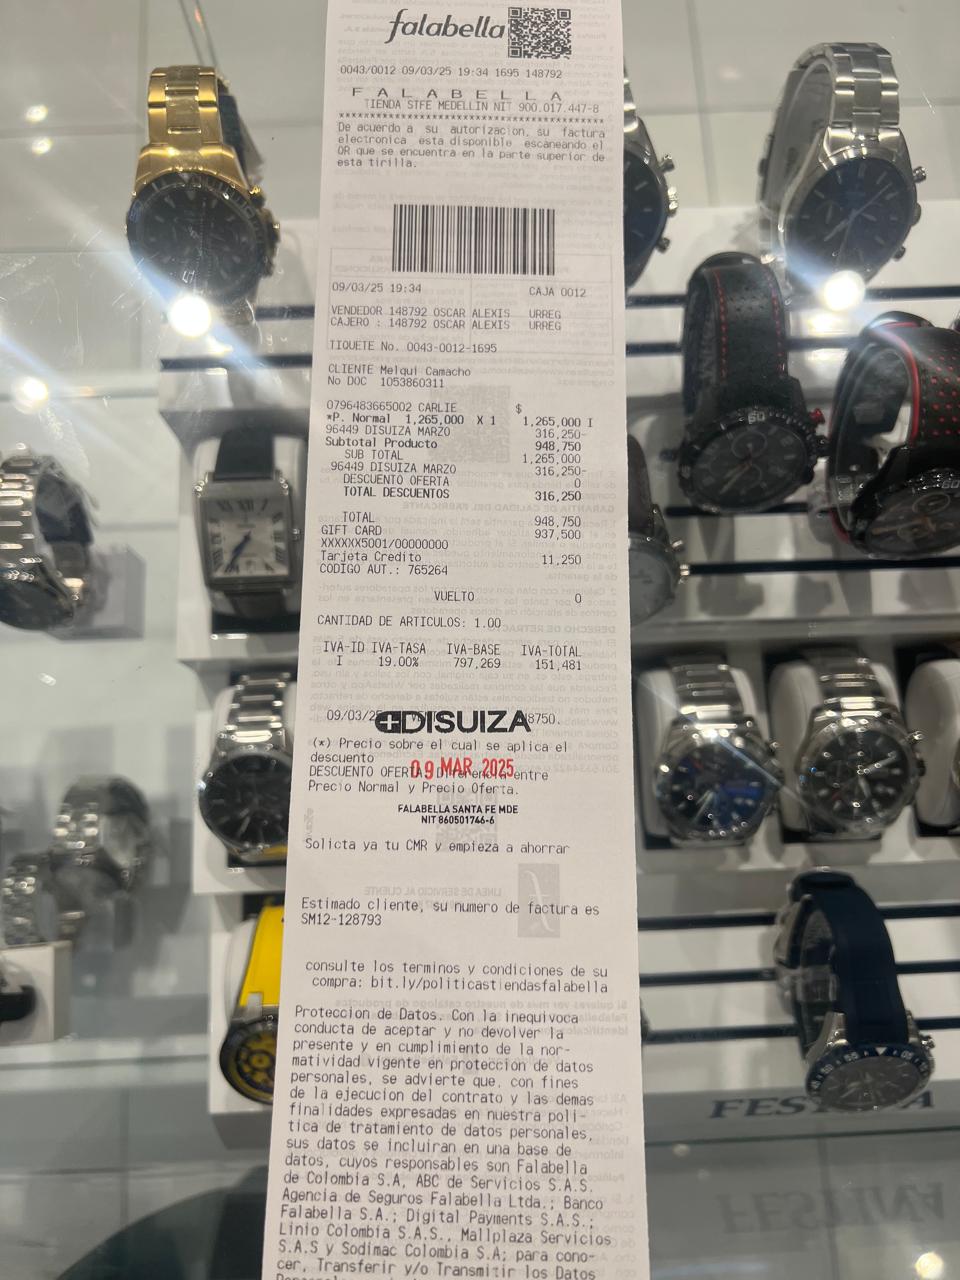 falabella
0043/0012 09/03/25 19:34 1695 148792
F A L A B E L L A
TIENDA STFE MEDELLIN NIT 900.017.447-8
De acuerdo a su autorizacion, su factura
electronica esta disponible escaneando el
QR que se encuentra en la parte superior de
esta tirilla.
09/03/25 19:34 CAJA 0012
VENDEDOR 148792 OSCAR ALEXIS URREG
CAJERO : 148792 OSCAR ALEXIS URREG
TIQUETE No. 0043-0012-1695
CLIENTE Melqui Camacho
No DOC 1053860311
0796483665002 CARLIE $
*P. Normal 1,265,000 X 1 1,265,000 I
96449 DISUIZA MARZO 316,250-
Subtotal Producto 948,750
SUB TOTAL 1,265,000
96449 DISUIZA MARZO 316,250-
DESCUENTO OFERTA 0
TOTAL DESCUENTOS 316,250
TOTAL 948,750
GIFT CARD 937,500
XXXXXX5001/00000000
Tarjeta Credito 11,250
CODIGO AUT.: 765264
VUELTO 0
CANTIDAD DE ARTICULOS: 1.00
IVA-ID IVA-TASA IVA-BASE IVA-TOTAL
I 19.00% 797,269 151,481
09/03/2 DISUIZA 8750.
(*) Precio sobre el cual se aplica el
descuento
09 MAR 2025
DESCUENTO OFERTA Diferencia entre
Precio Normal y Precio Oferta.
FALABELLA SANTA FE MDE
NIT 860501746-6
Solicta ya tu CMR y empieza a ahorrar
Estimado cliente, su numero de factura es
SM12-128793
consulte los terminos y condiciones de su
compra: bit.ly/politicastiendasfalabella
Proteccion de Datos. Con la inequivoca
conducta de aceptar y no devolver la
presente y en cumplimiento de la nor-
matividad vigente en protección de datos
personales, se advierte que, con fines
de la ejecucion del contrato y las demas
finalidades expresadas en nuestra poli-
tica de tratamiento de datos personales,
sus datos se incluiran en una base de
datos, cuyos responsables son Falabella
de Colombia S.A, ABC de Servicios S.A.S.
Agencia de Seguros Falabella Ltda.; Banco
Falabella S.A.; Digital Payments S.A.S.;
Linio Colombia S.A.S., Mallplaza Servicios
S.A.S y Sodimac Colombia S.A; para cono-
cer, Transferir y/o Transmitir los Datos
FESTINA